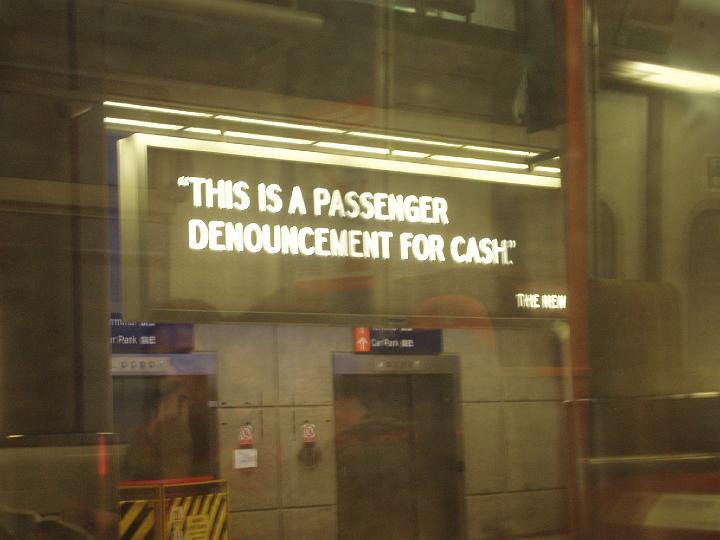 “THIS IS A PASSENGER
DENOUNCEMENT FOR CASH.”
THE NEW
Car Park
Car Park